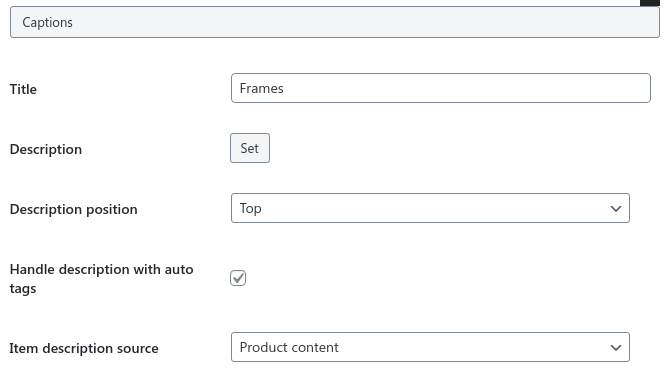 Captions
Title
Frames
Description
Set
Description position
Top
Handle description with auto
tags
Item description source
Product content